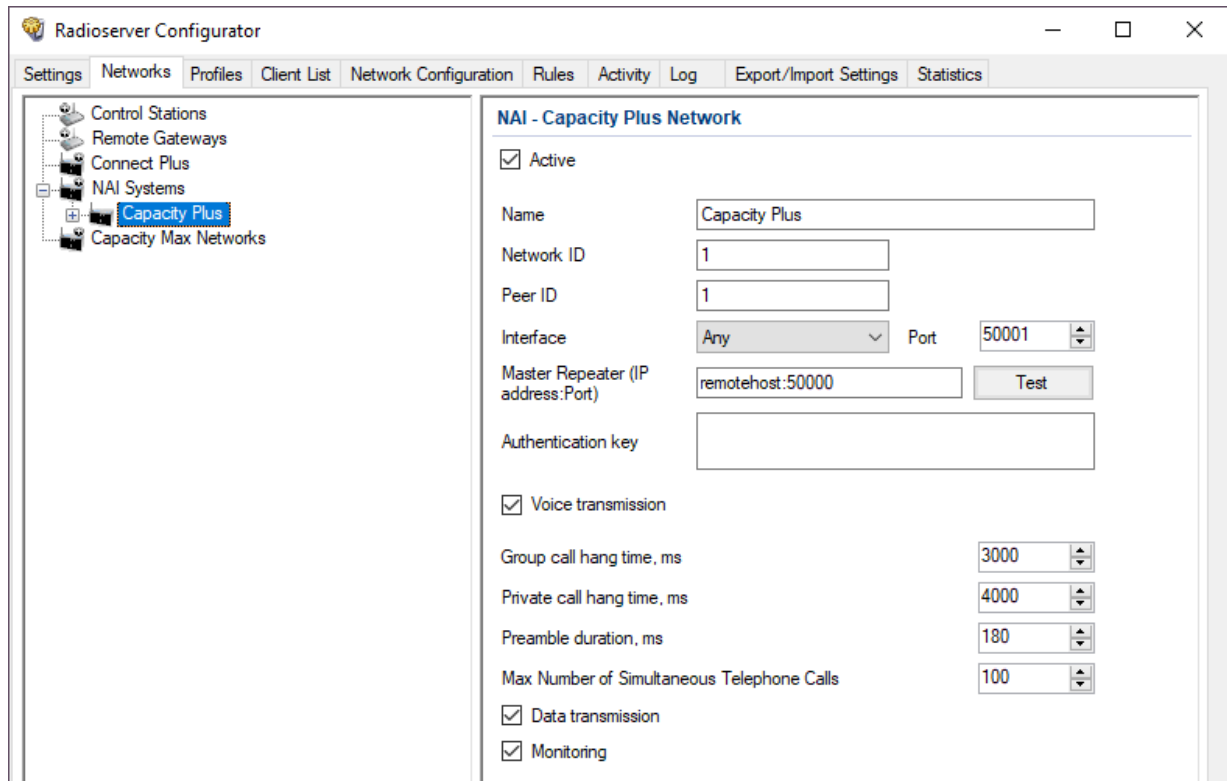 Radioserver Configurator
Settings Networks Profiles Client List Network Configuration Rules Activity Log Export/Import Settings Statistics
Control Stations
Remote Gateways
Connect Plus
NAI Systems
Capacity Plus
Capacity Max Networks
NAI - Capacity Plus Network
Active
Name Capacity Plus
Network ID 1
Peer ID 1
Interface Any Port 50001
Master Repeater (IP
address:Port) remotehost:50000 Test
Authentication key
Voice transmission
Group call hang time, ms 3000
Private call hang time, ms 4000
Preamble duration, ms 180
Max Number of Simultaneous Telephone Calls 100
Data transmission
Monitoring